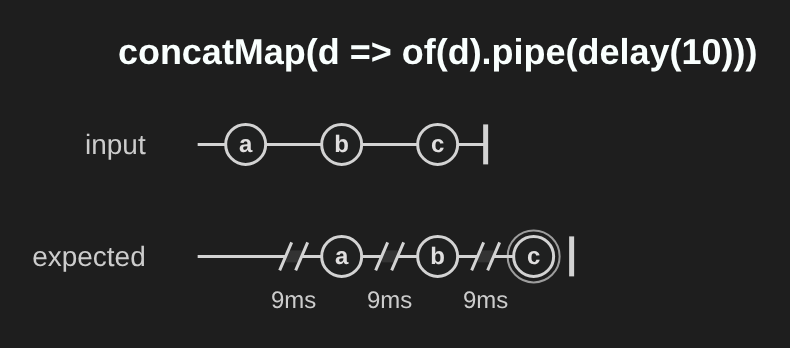 concatMap(d => of(d).pipe(delay(10)))
input a b c
expected a b c
9ms 9ms 9ms